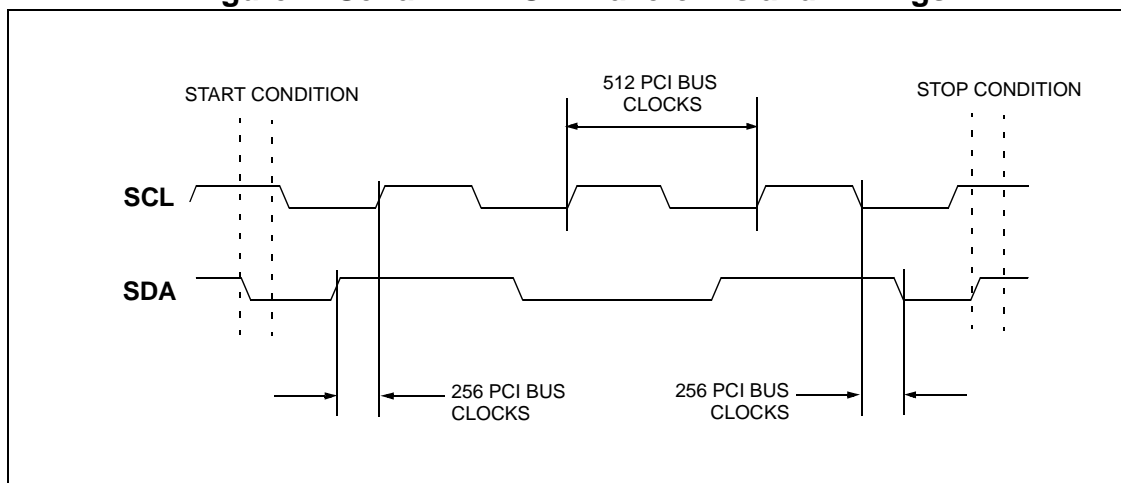 512 PCI BUS
CLOCKS
START CONDITION
STOP CONDITION
SCL
SDA
256 PCI BUS
CLOCKS
256 PCI BUS
CLOCKS